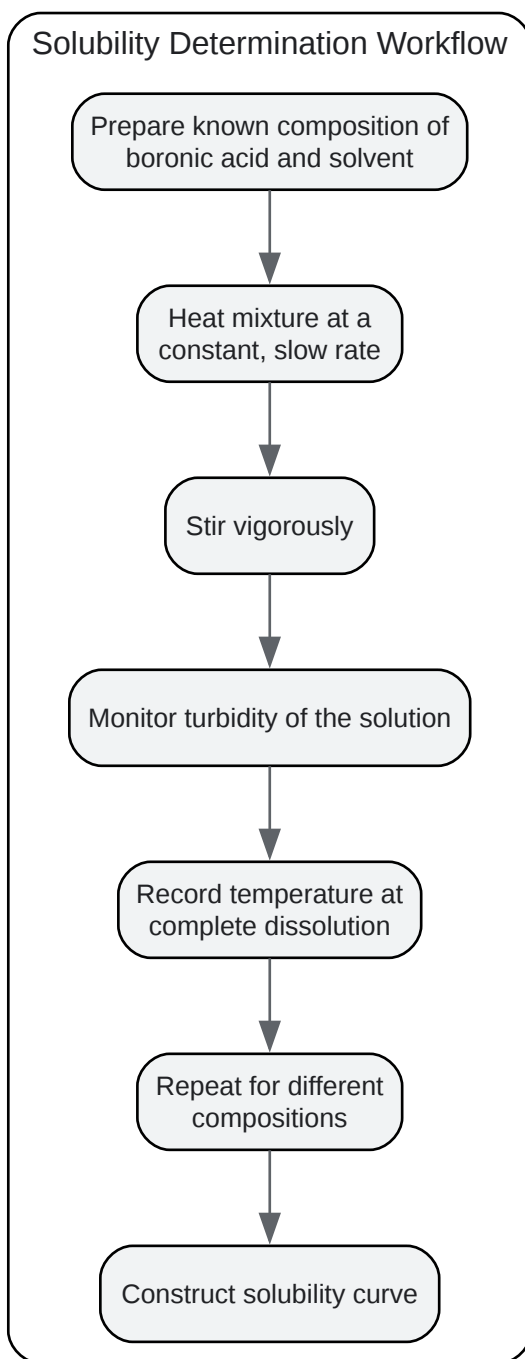 Solubility Determination Workflow
Prepare known composition of
boronic acid and solvent
Heat mixture at a
constant, slow rate
Stir vigorously
Monitor turbidity of the solution
Record temperature at
complete dissolution
Repeat for different
compositions
Construct solubility curve